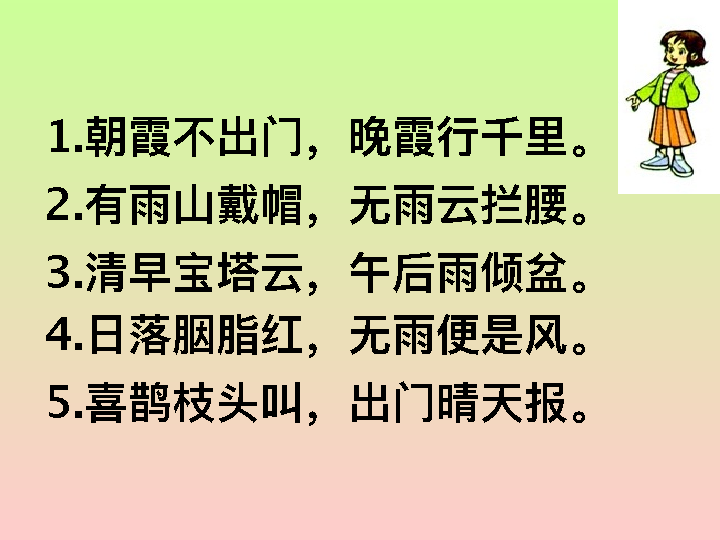 1.朝霞不出门，晚霞行千里。
2.有雨山戴帽，无雨云拦腰。
3.清早宝塔云，午后雨倾盆。
4.日落胭脂红，无雨便是风。
5.喜鹊枝头叫，出门晴天报。